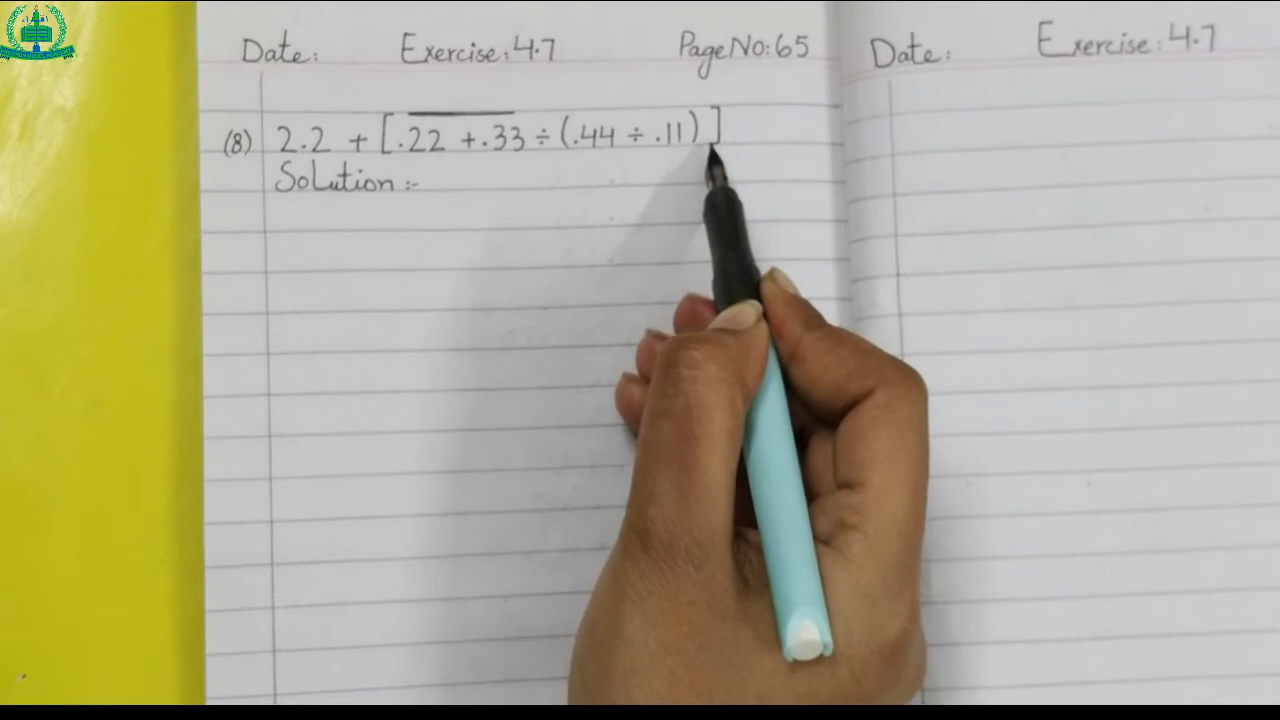 Date: Exercise: 4.7 Page No: 65
(8) 2.2 + [.22 + .33 ÷ (.44 ÷ .11)]
Solution :-
Date: Exercise: 4.7